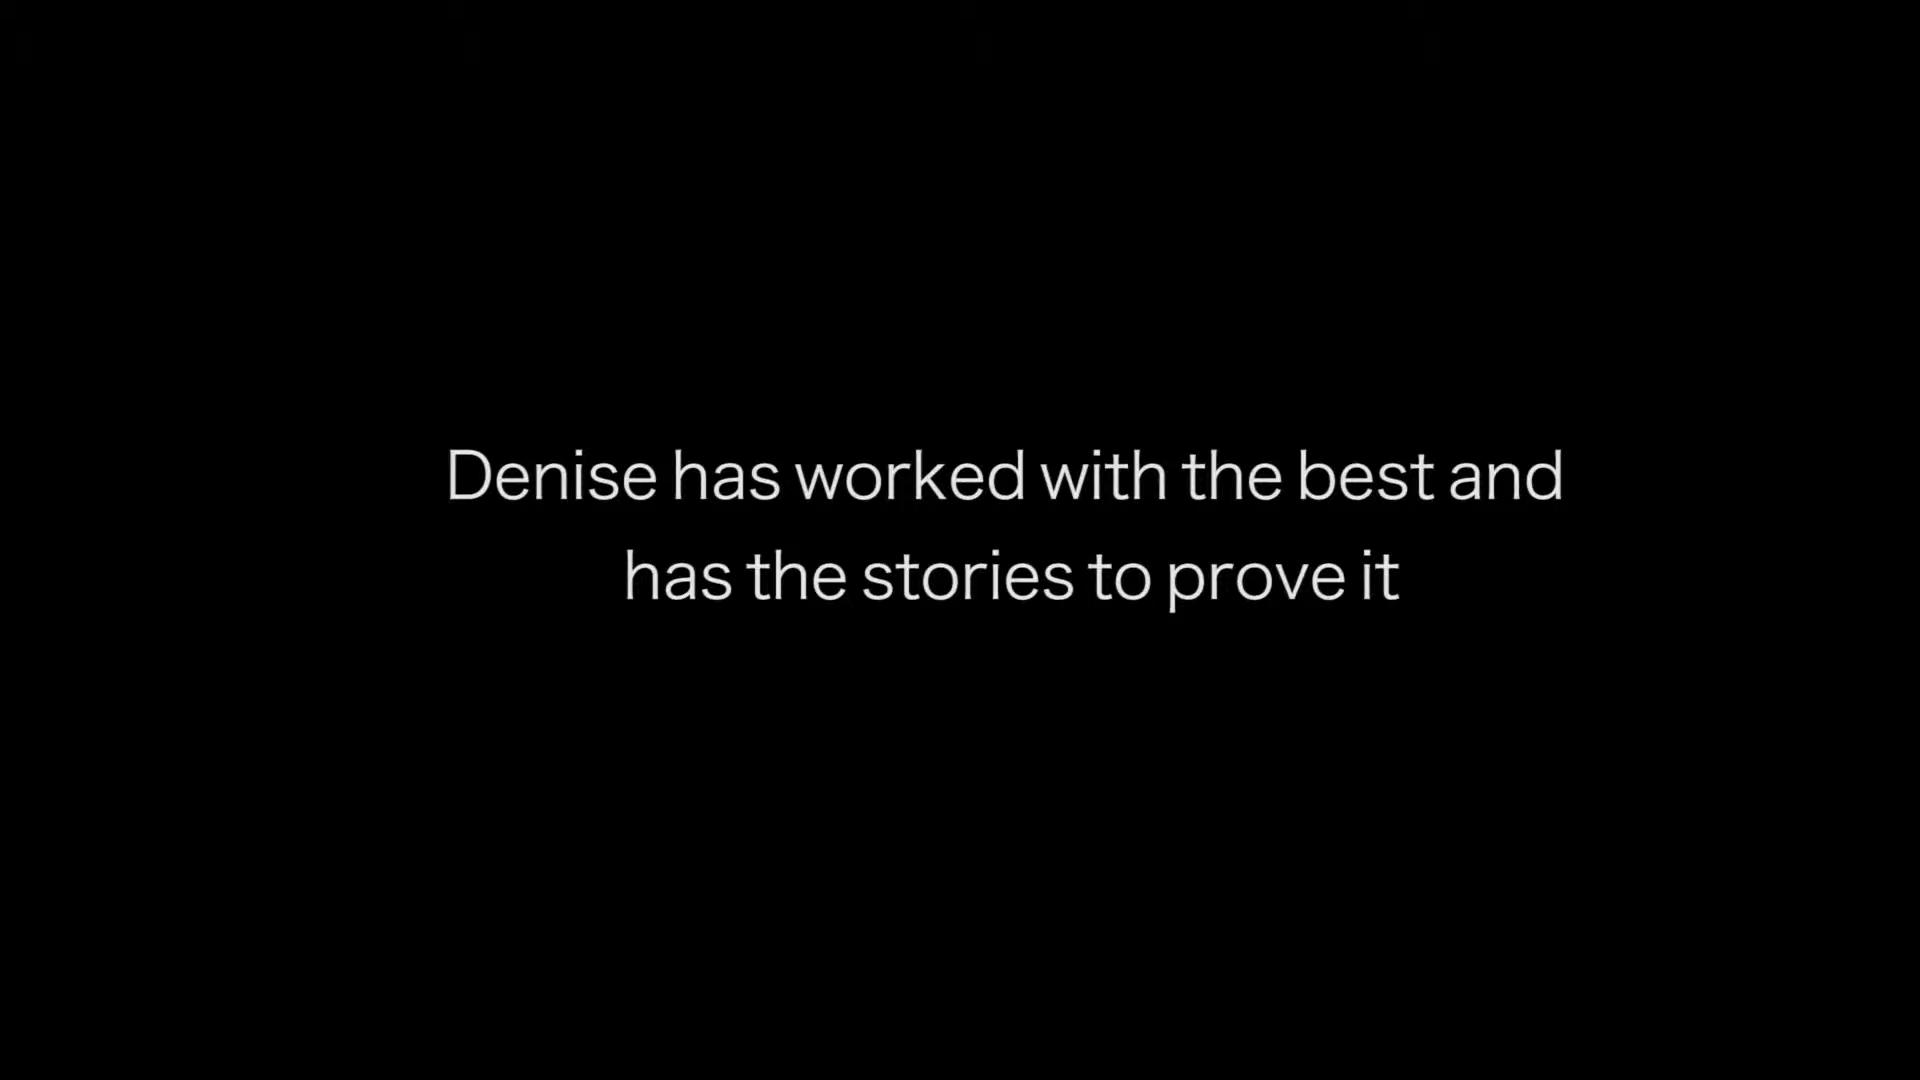 Denise has worked with the best and
has the stories to prove it